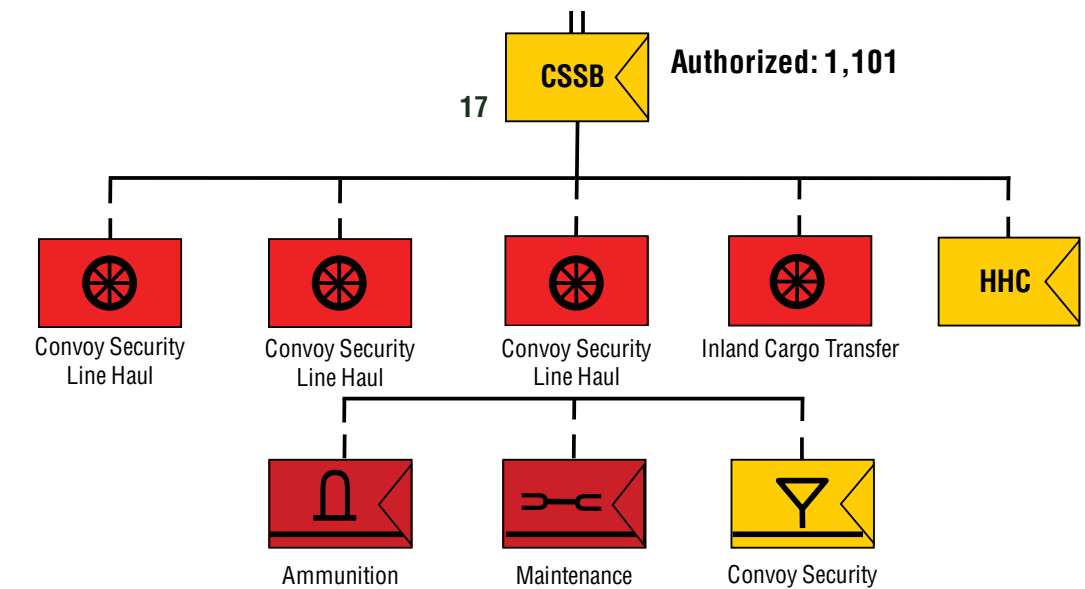 CSSB
Authorized: 1,101
17
HHC
Convoy Security
Line Haul
Convoy Security
Line Haul
Convoy Security
Line Haul
Inland Cargo Transfer
Ammunition
Maintenance
Convoy Security